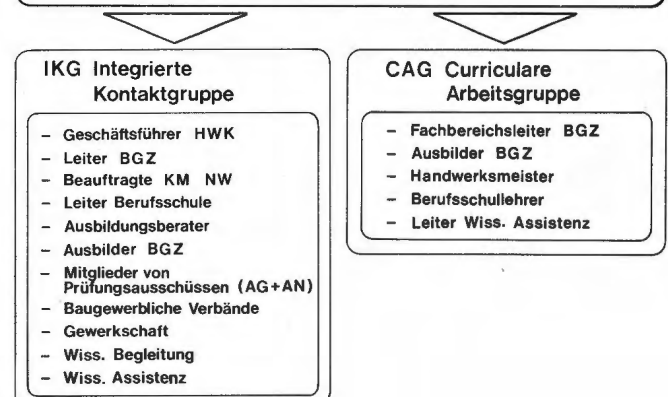 IKG Integrierte
Kontaktgruppe
– Geschäftsführer HWK
– Leiter BGZ
– Beauftragte KM NW
– Leiter Berufsschule
– Ausbildungsberater
– Ausbilder BGZ
– Mitglieder von
Prüfungsausschüssen (AG+AN)
– Baugewerbliche Verbände
– Gewerkschaft
– Wiss. Begleitung
– Wiss. Assistenz
CAG Curriculare
Arbeitsgruppe
– Fachbereichsleiter BGZ
– Ausbilder BGZ
– Handwerksmeister
– Berufsschullehrer
– Leiter Wiss. Assistenz